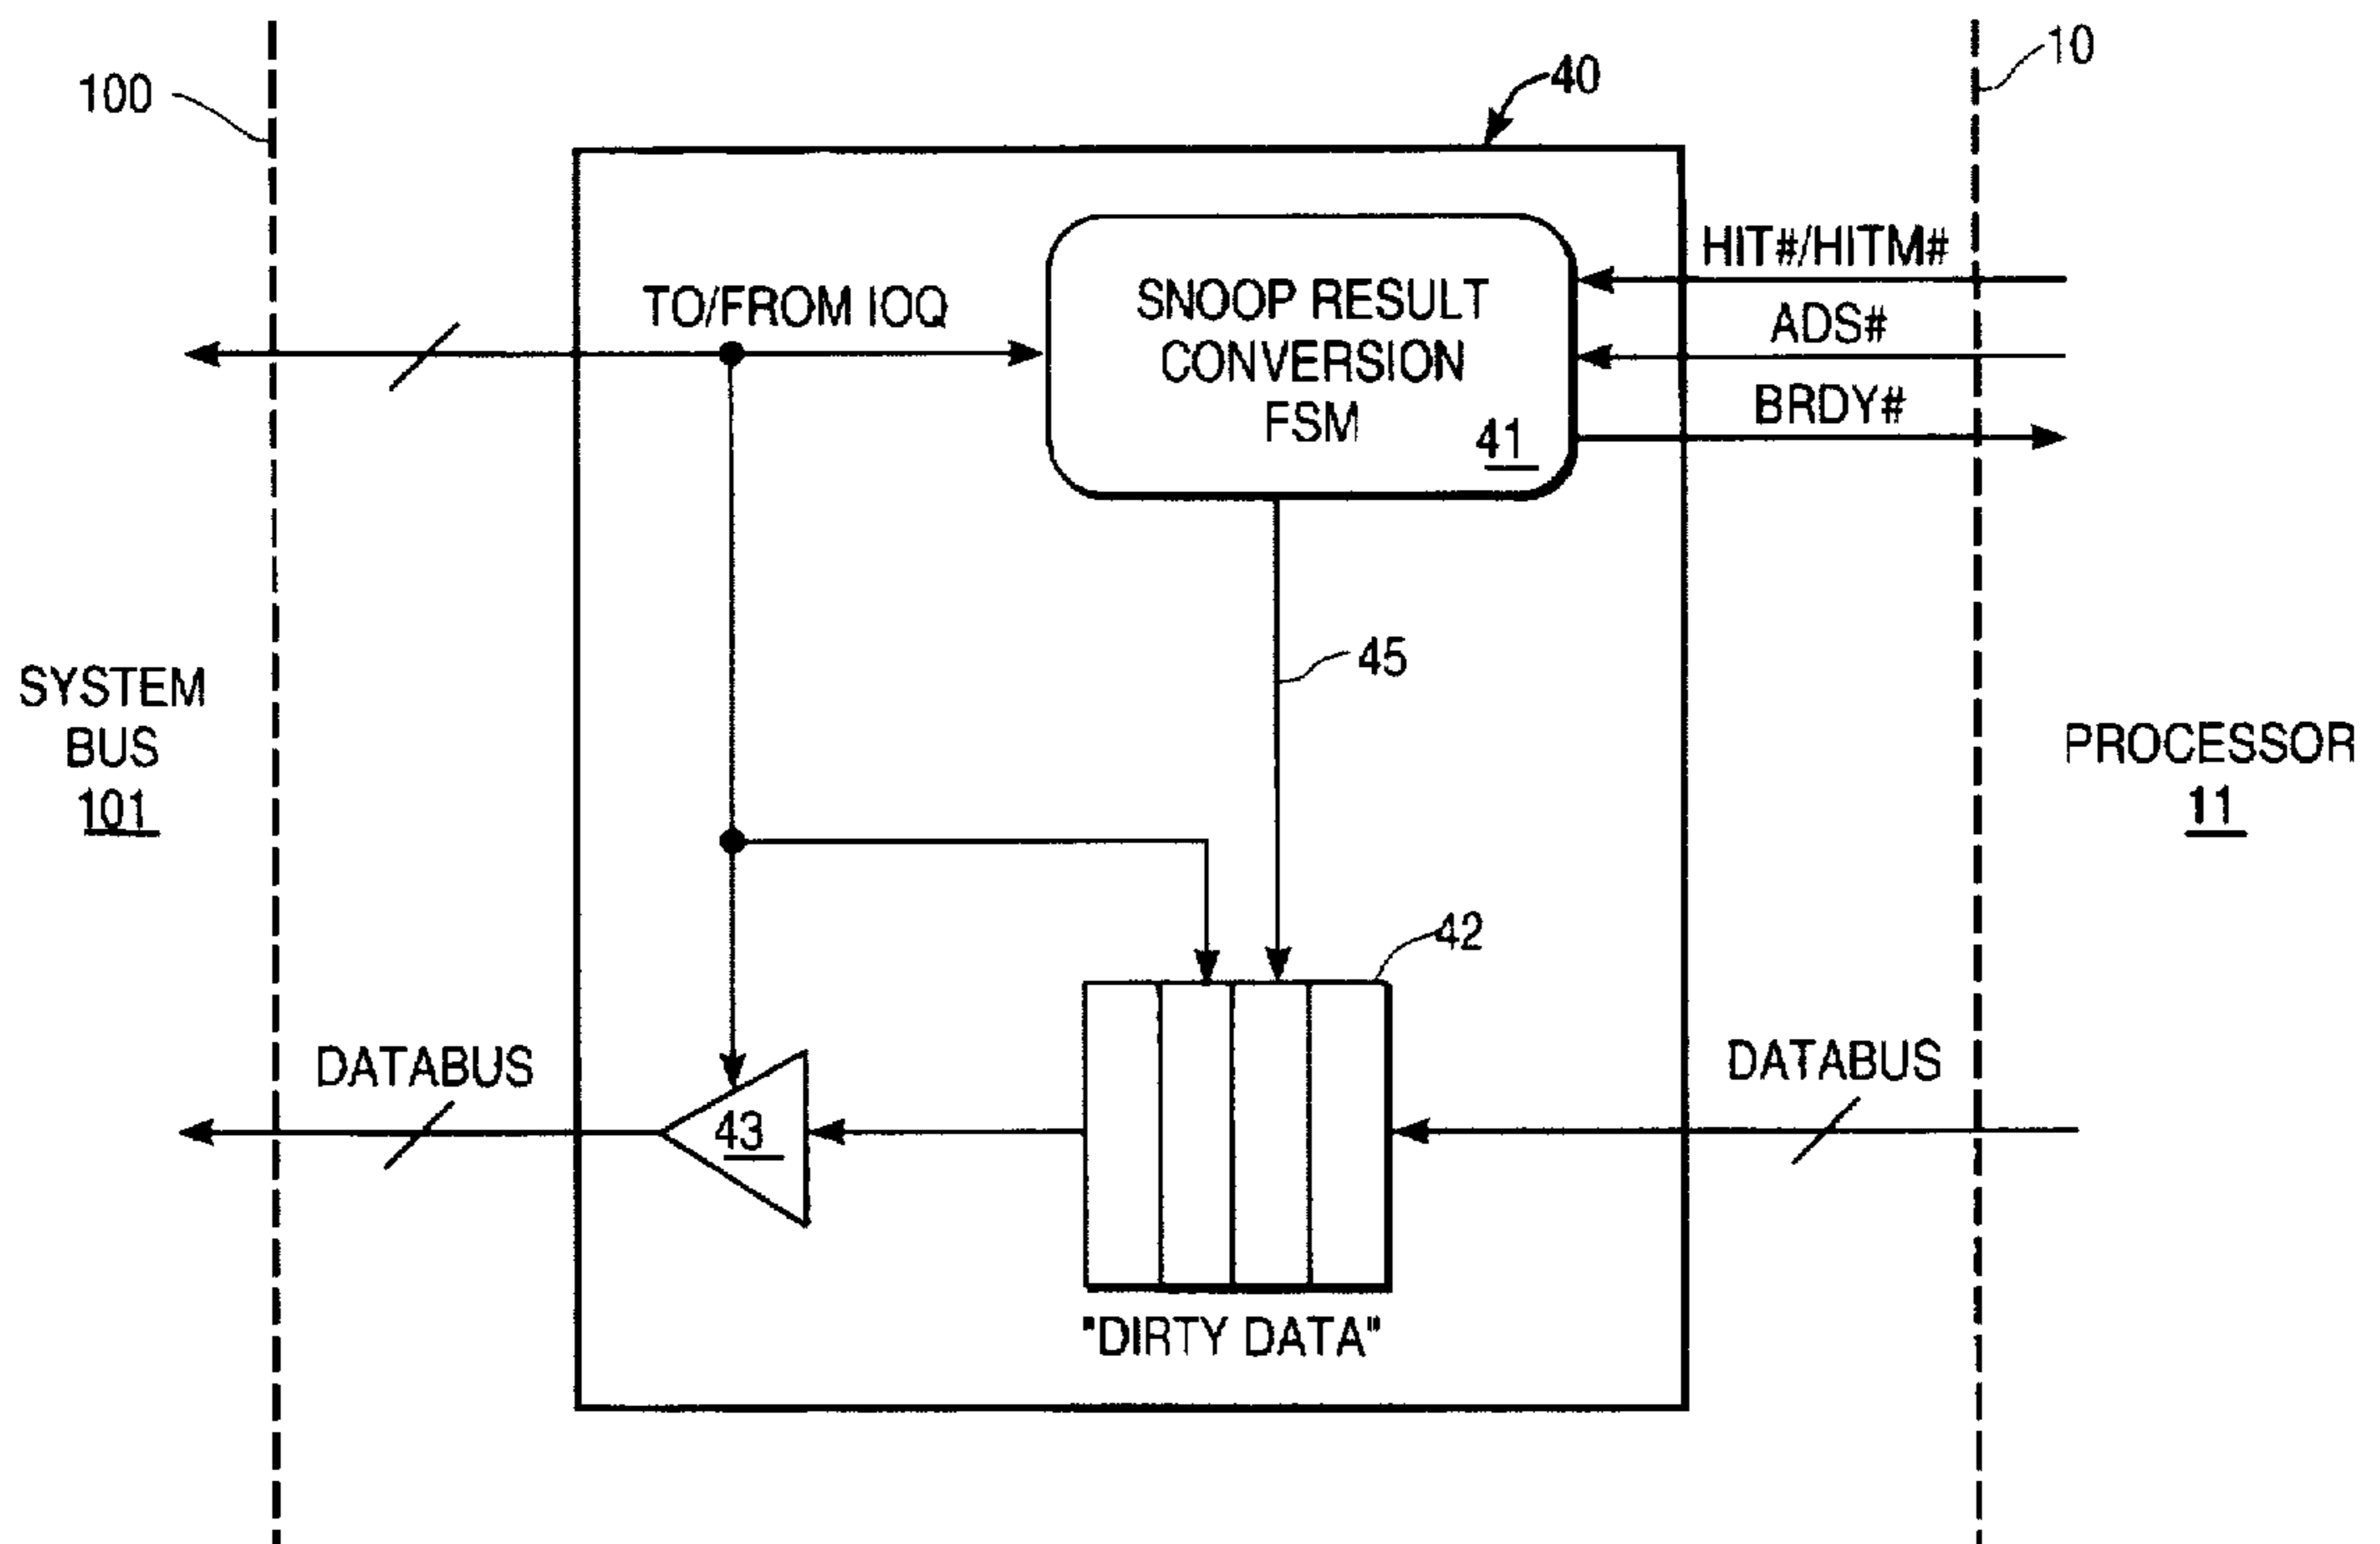 100
40
10
HIT#/HITM#
TO/FROM IOQ
SNOOP RESULT
CONVERSION
FSM
41
ADS#
BRDY#
45
SYSTEM
BUS
101
PROCESSOR
11
42
DATABUS
43
DATABUS
"DIRTY DATA"